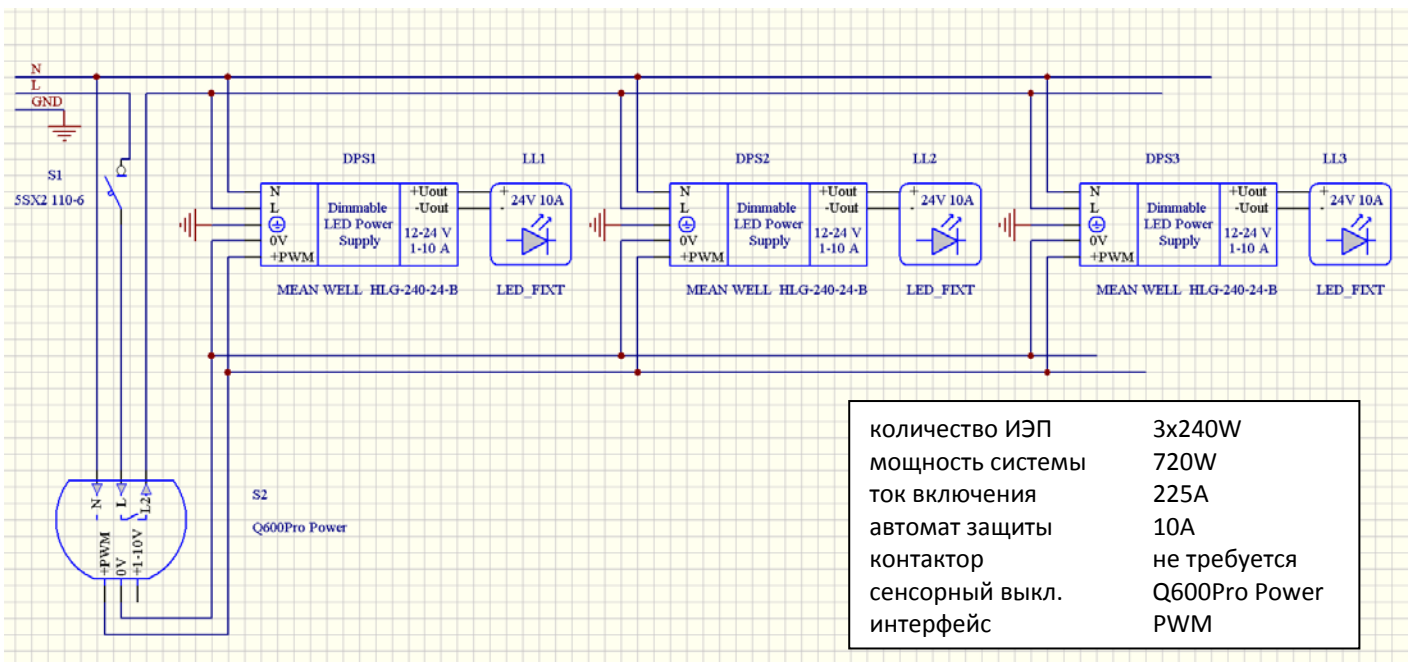 N
L
GND
S1
5SX2 110-6
DPS1
LL1
N
L
0V
+PWM
Dimmable
LED Power
Supply
+Uout
-Uout
12-24 V
1-10 A
+
-
24V 10A
MEAN WELL HLG-240-24-B
LED_FIXT
DPS2
LL2
N
L
0V
+PWM
Dimmable
LED Power
Supply
+Uout
-Uout
12-24 V
1-10 A
+
-
24V 10A
MEAN WELL HLG-240-24-B
LED_FIXT
DPS3
LL3
N
L
0V
+PWM
Dimmable
LED Power
Supply
+Uout
-Uout
12-24 V
1-10 A
+
-
24V 10A
MEAN WELL HLG-240-24-B
LED_FIXT
N
L
L2
+PWM
0V
+1-10V
S2
Q600Pro Power
количество ИЭП 3x240W
мощность системы 720W
ток включения 225A
автомат защиты 10A
контактор не требуется
сенсорный выкл. Q600Pro Power
интерфейс PWM